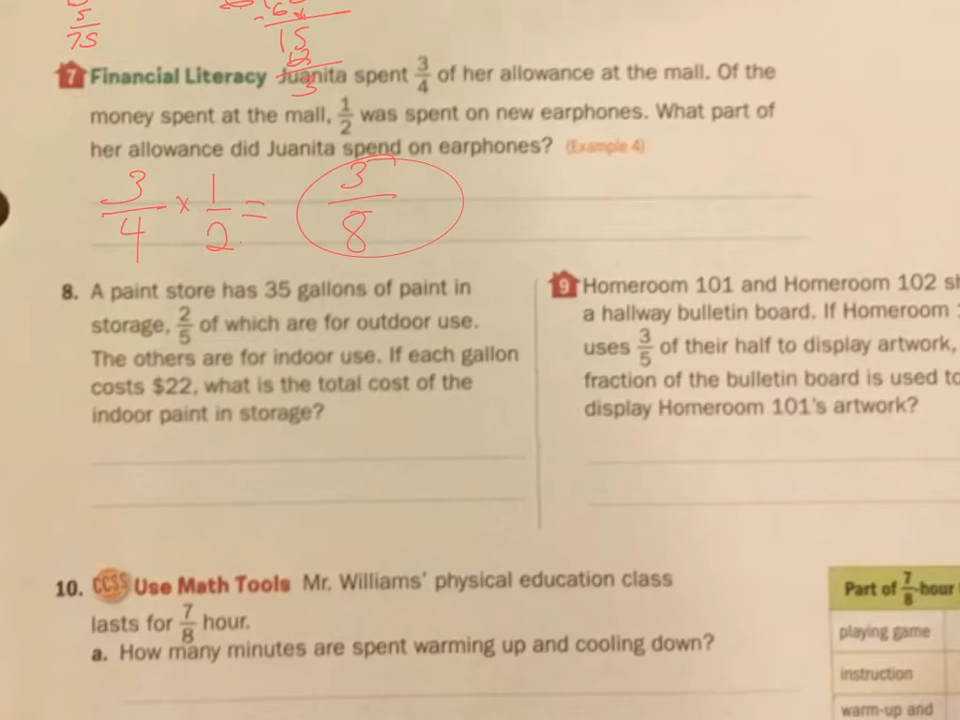 5
75
6
15
3
7 Financial Literacy Juanita spent 3/4 of her allowance at the mall. Of the
money spent at the mall, 1/2 was spent on new earphones. What part of
her allowance did Juanita spend on earphones? (Example 4)
3/4 × 1/2 = 3/8
8. A paint store has 35 gallons of paint in
storage, 2/5 of which are for outdoor use.
The others are for indoor use. If each gallon
costs $22, what is the total cost of the
indoor paint in storage?
9 Homeroom 101 and Homeroom 102 sh
a hallway bulletin board. If Homeroom
uses 3/5 of their half to display artwork,
fraction of the bulletin board is used to
display Homeroom 101's artwork?
10. CCSS Use Math Tools Mr. Williams' physical education class
lasts for 7/8 hour.
a. How many minutes are spent warming up and cooling down?
Part of 7/8-hour
playing game
instruction
warm-up and